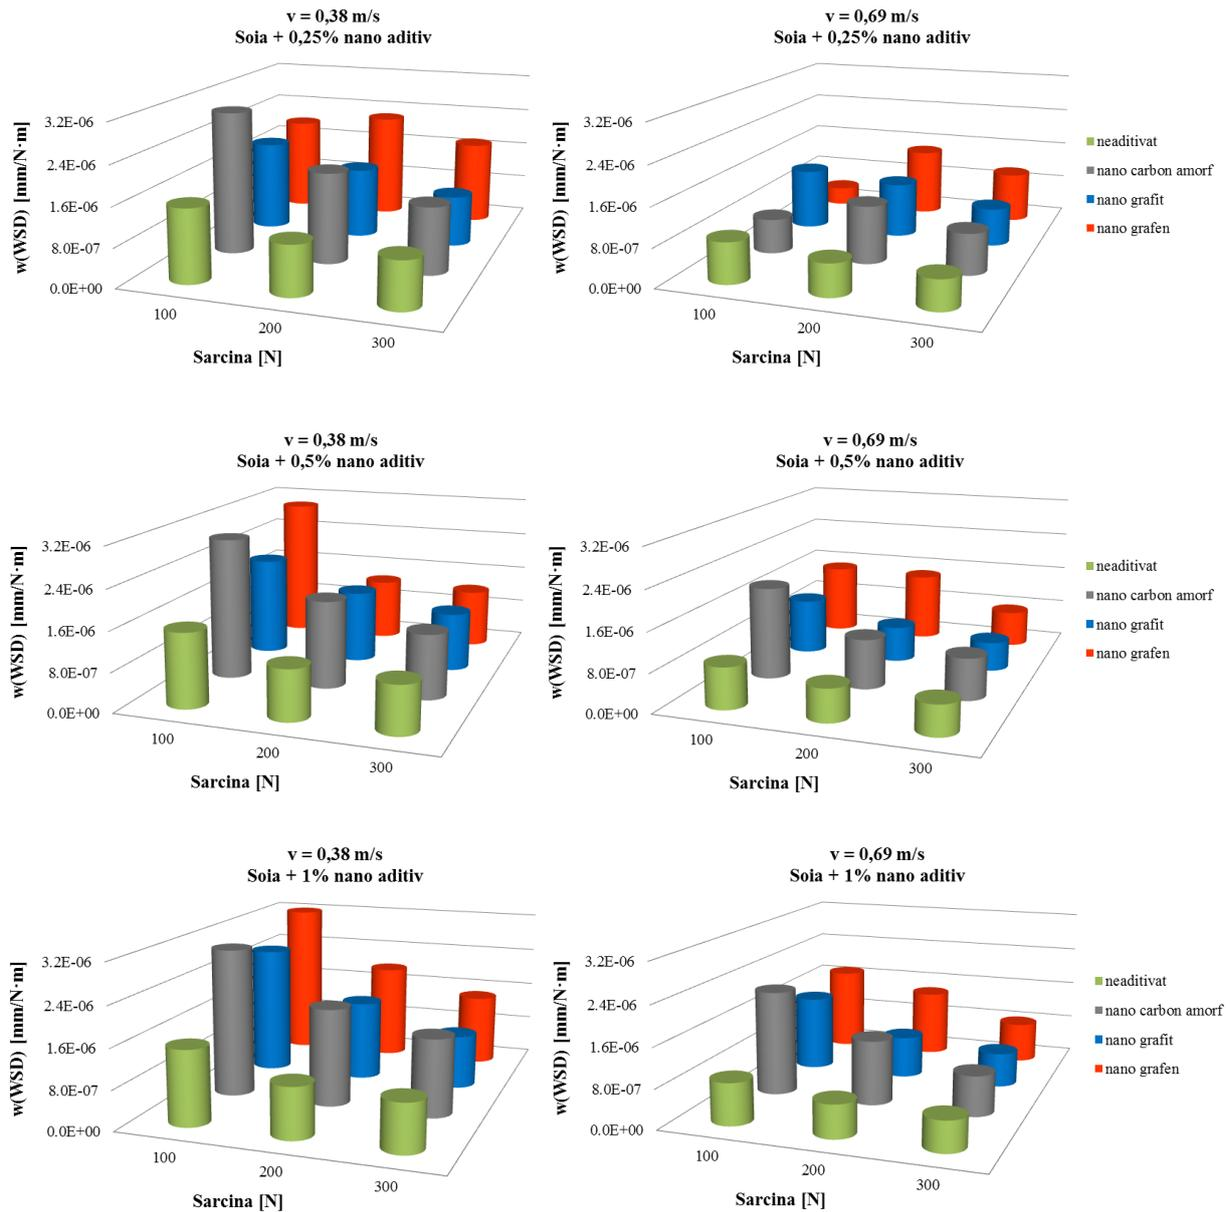 v = 0,38 m/s
Soia + 0,25% nano aditiv
w(WSD) [mm/N·m]
3.2E-06
2.4E-06
1.6E-06
8.0E-07
0.0E+00
100
200
300
Sarcina [N]
v = 0,69 m/s
Soia + 0,25% nano aditiv
w(WSD) [mm/N·m]
3.2E-06
2.4E-06
1.6E-06
8.0E-07
0.0E+00
100
200
300
Sarcina [N]
neaditivat
nano carbon amorf
nano grafit
nano grafen
v = 0,38 m/s
Soia + 0,5% nano aditiv
w(WSD) [mm/N·m]
3.2E-06
2.4E-06
1.6E-06
8.0E-07
0.0E+00
100
200
300
Sarcina [N]
v = 0,69 m/s
Soia + 0,5% nano aditiv
w(WSD) [mm/N·m]
3.2E-06
2.4E-06
1.6E-06
8.0E-07
0.0E+00
100
200
300
Sarcina [N]
neaditivat
nano carbon amorf
nano grafit
nano grafen
v = 0,38 m/s
Soia + 1% nano aditiv
w(WSD) [mm/N·m]
3.2E-06
2.4E-06
1.6E-06
8.0E-07
0.0E+00
100
200
300
Sarcina [N]
v = 0,69 m/s
Soia + 1% nano aditiv
w(WSD) [mm/N·m]
3.2E-06
2.4E-06
1.6E-06
8.0E-07
0.0E+00
100
200
300
Sarcina [N]
neaditivat
nano carbon amorf
nano grafit
nano grafen